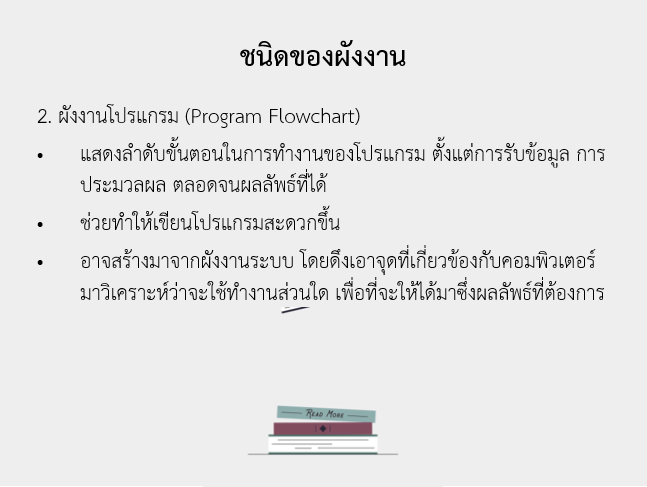 ชนิดของผังงาน
2. ผังงานโปรแกรม (Program Flowchart)
• แสดงลำดับขั้นตอนในการทำงานของโปรแกรม ตั้งแต่การรับข้อมูล การ
ประมวลผล ตลอดจนผลลัพธ์ที่ได้
• ช่วยทำให้เขียนโปรแกรมสะดวกขึ้น
• อาจสร้างมาจากผังงานระบบ โดยดึงเอาจุดที่เกี่ยวข้องกับคอมพิวเตอร์
มาวิเคราะห์ว่าจะใช้ทำงานส่วนใด เพื่อที่จะให้ได้มาซึ่งผลลัพธ์ที่ต้องการ
READ MORE